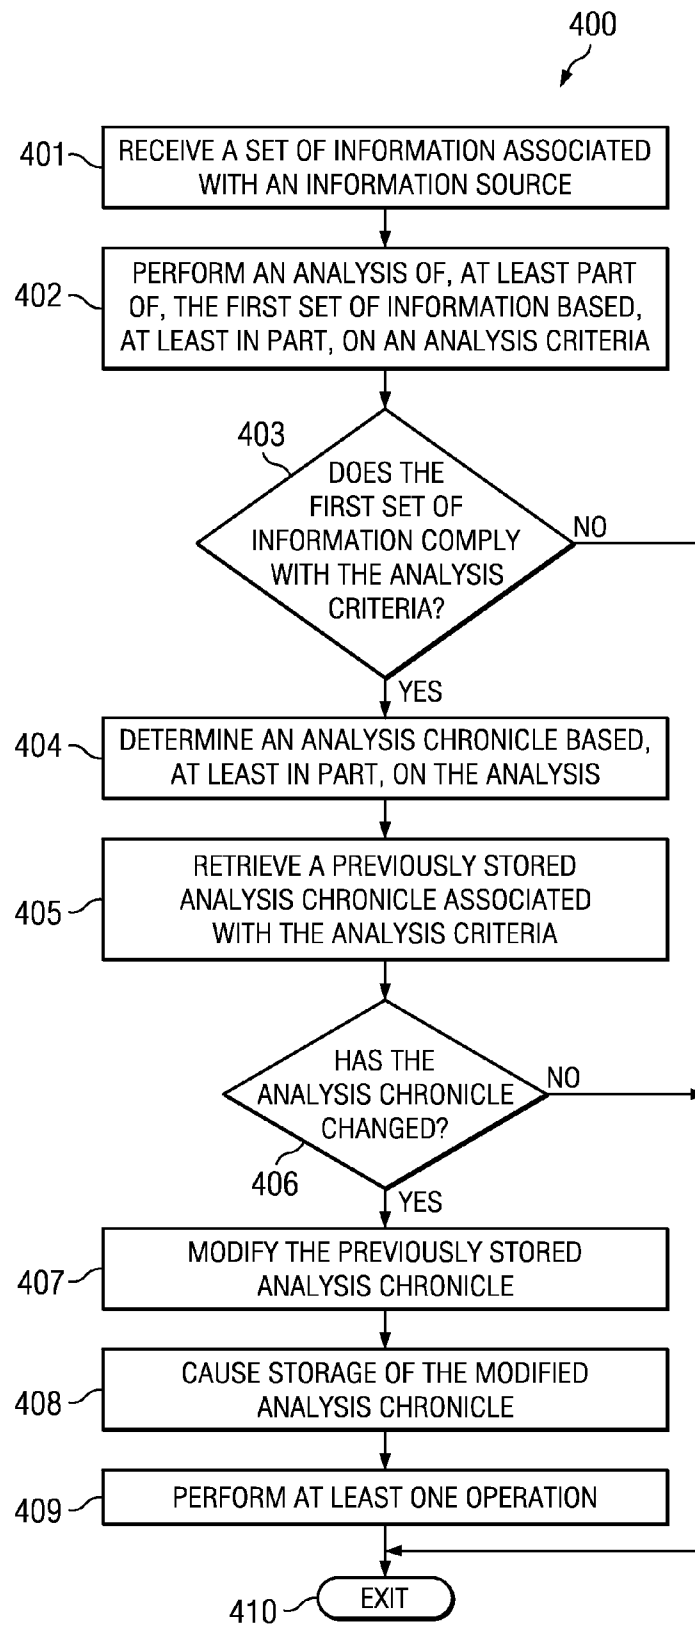 400
401
RECEIVE A SET OF INFORMATION ASSOCIATED
WITH AN INFORMATION SOURCE
402
PERFORM AN ANALYSIS OF, AT LEAST PART
OF, THE FIRST SET OF INFORMATION BASED,
AT LEAST IN PART, ON AN ANALYSIS CRITERIA
403
DOES THE
FIRST SET OF
INFORMATION COMPLY
WITH THE ANALYSIS
CRITERIA?
NO
YES
404
DETERMINE AN ANALYSIS CHRONICLE BASED,
AT LEAST IN PART, ON THE ANALYSIS
405
RETRIEVE A PREVIOUSLY STORED
ANALYSIS CHRONICLE ASSOCIATED
WITH THE ANALYSIS CRITERIA
HAS THE
ANALYSIS CHRONICLE
CHANGED?
NO
406
YES
407
MODIFY THE PREVIOUSLY STORED
ANALYSIS CHRONICLE
408
CAUSE STORAGE OF THE MODIFIED
ANALYSIS CHRONICLE
409
PERFORM AT LEAST ONE OPERATION
410
EXIT